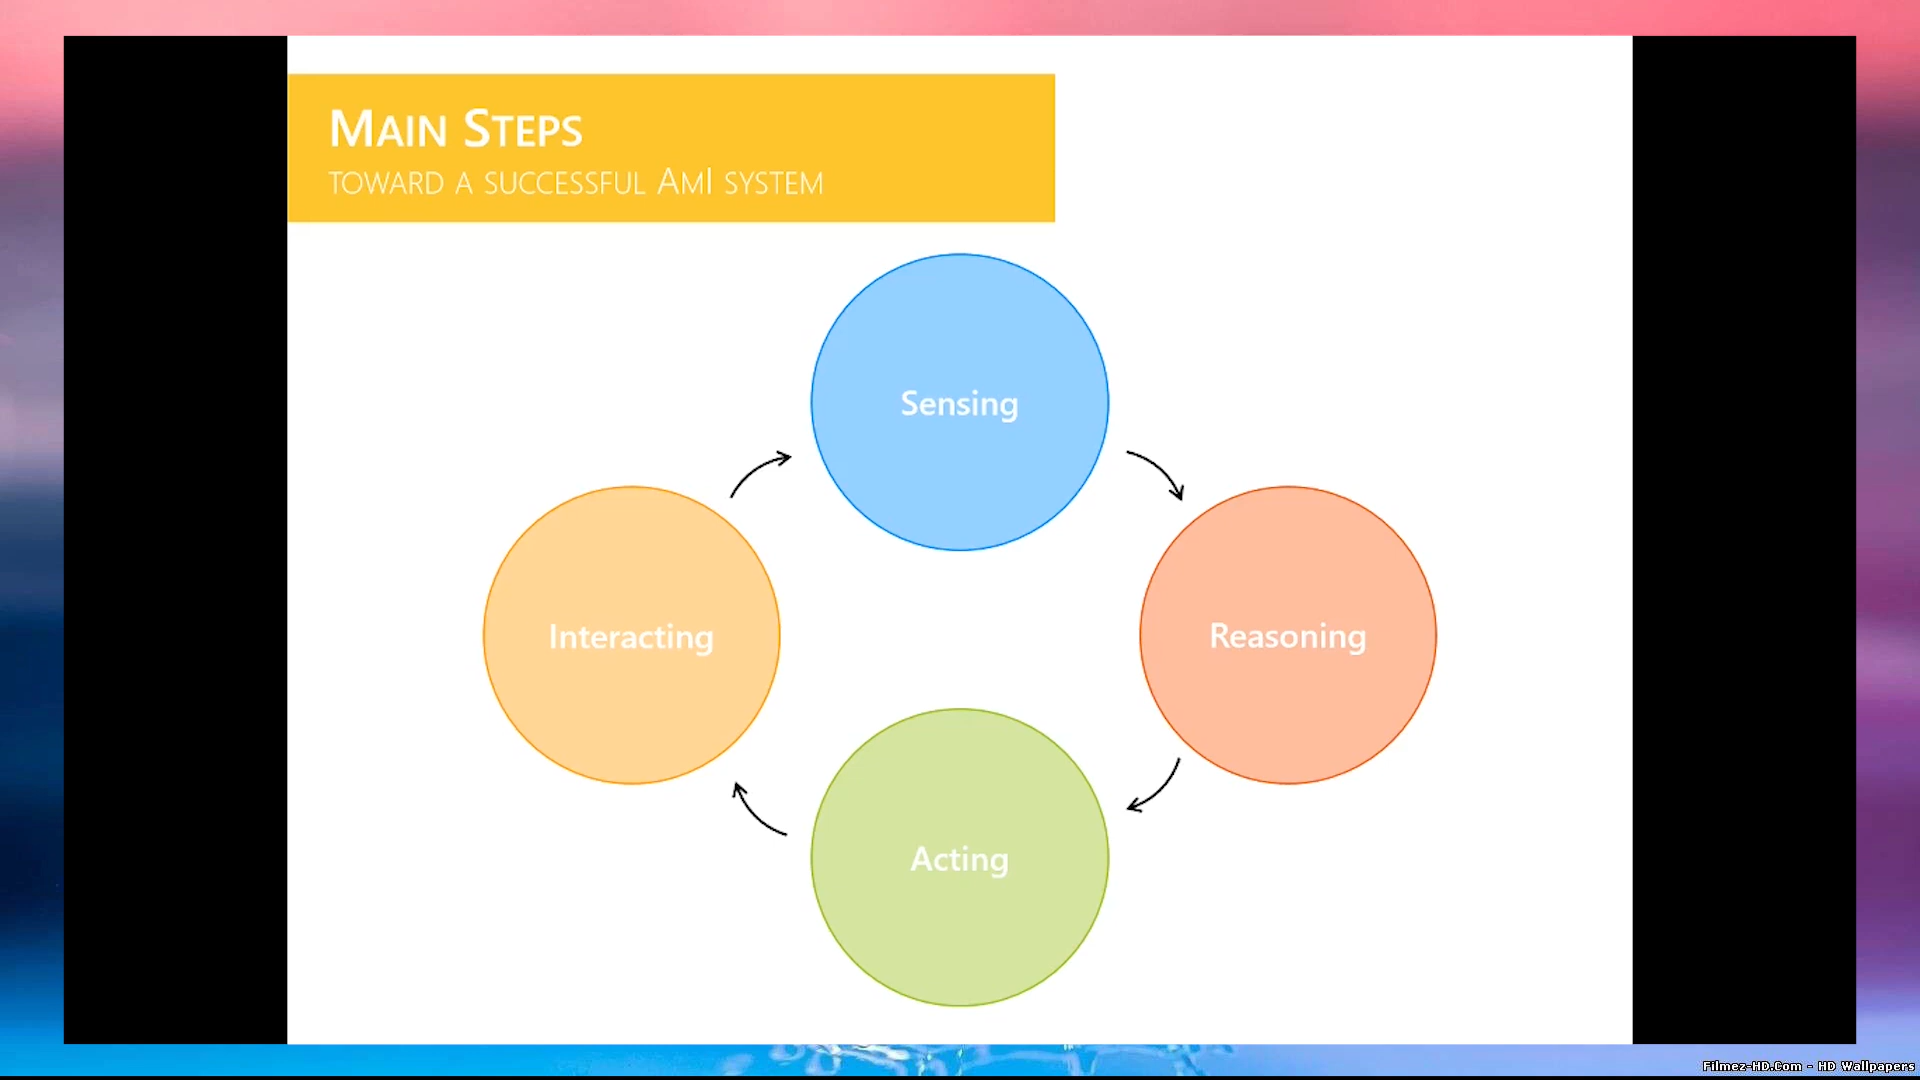 MAIN STEPS
TOWARD A SUCCESSFUL AMI SYSTEM
Sensing
Interacting
Reasoning
Acting
Filmez-HD.Com - HD Wallpapers